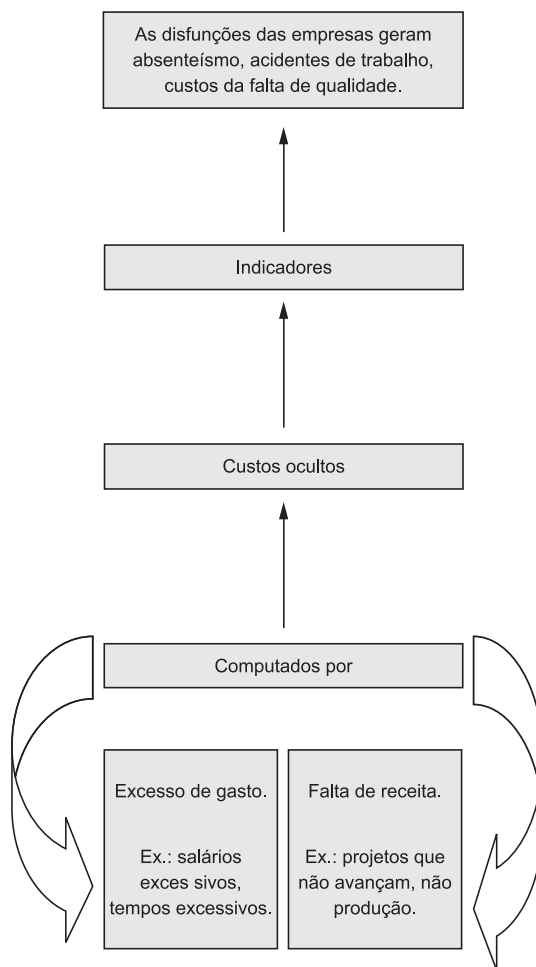 As disfunções das empresas geram
absenteísmo, acidentes de trabalho,
custos da falta de qualidade.
Indicadores
Custos ocultos
Computados por
Excesso de gasto.
Ex.: salários
exces sivos,
tempos excessivos.
Falta de receita.
Ex.: projetos que
não avançam, não
produção.